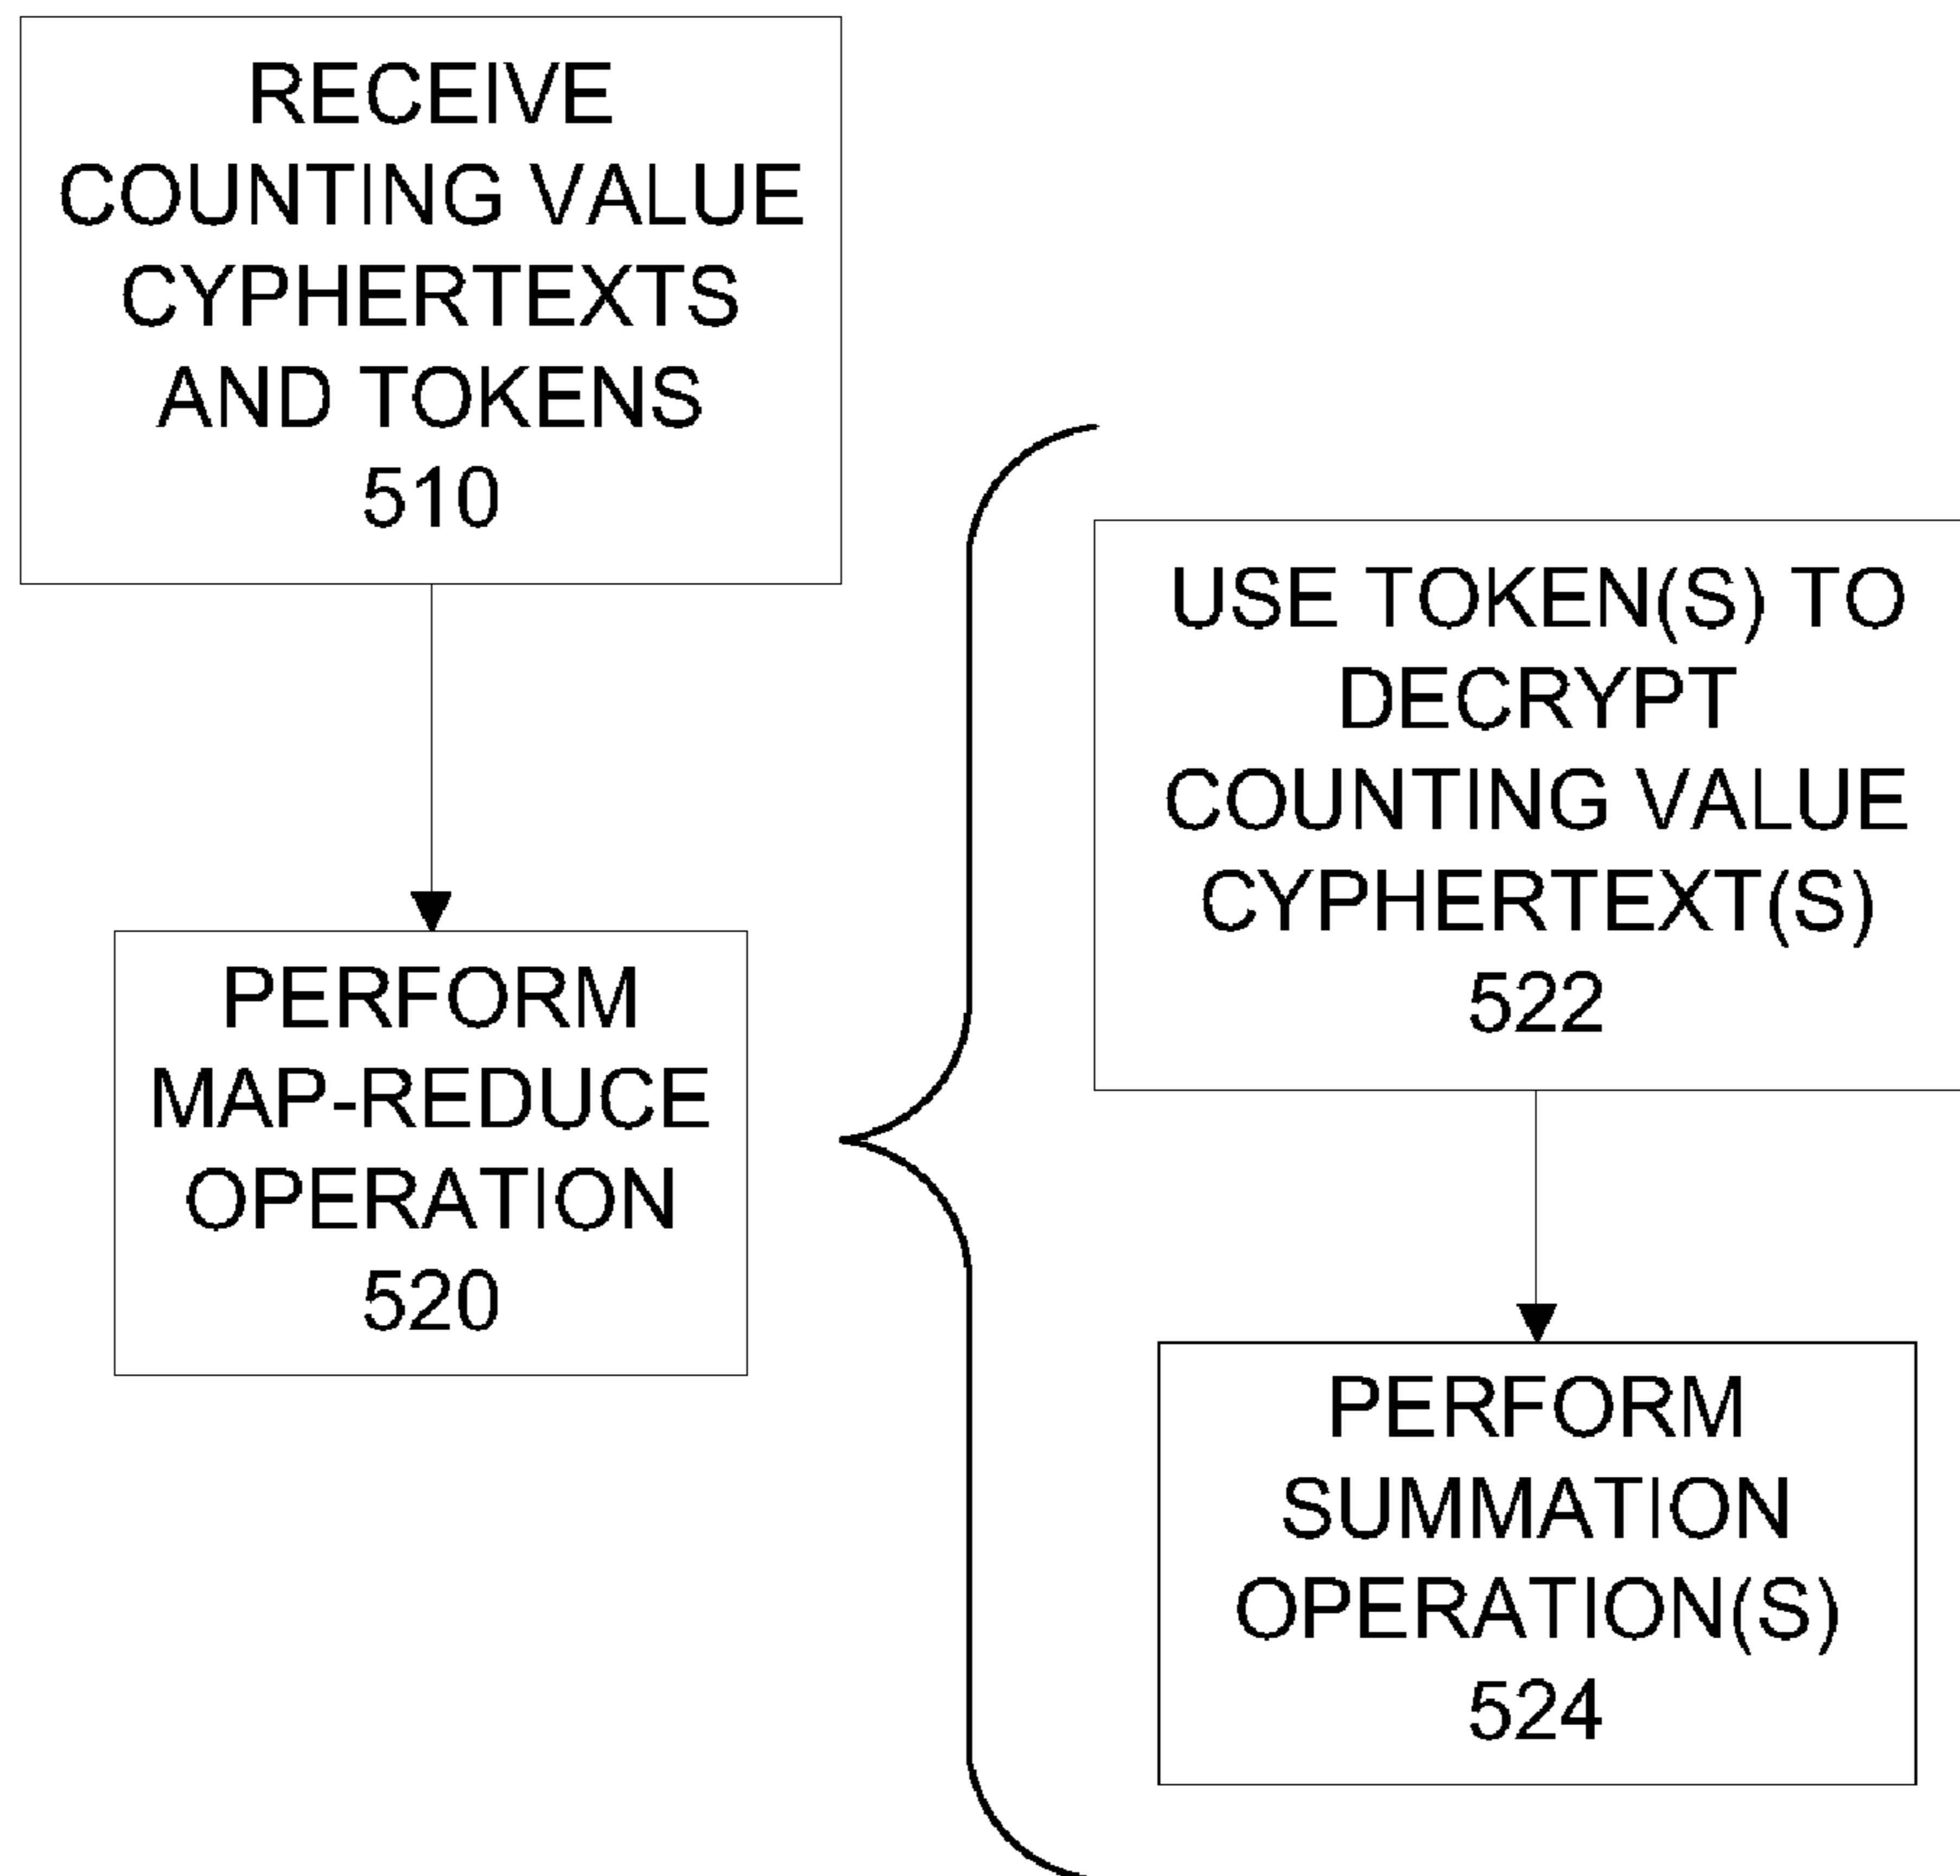 RECEIVE
COUNTING VALUE
CYPHERTEXTS
AND TOKENS
510
PERFORM
MAP-REDUCE
OPERATION
520
USE TOKEN(S) TO
DECRYPT
COUNTING VALUE
CYPHERTEXT(S)
522
PERFORM
SUMMATION
OPERATION(S)
524